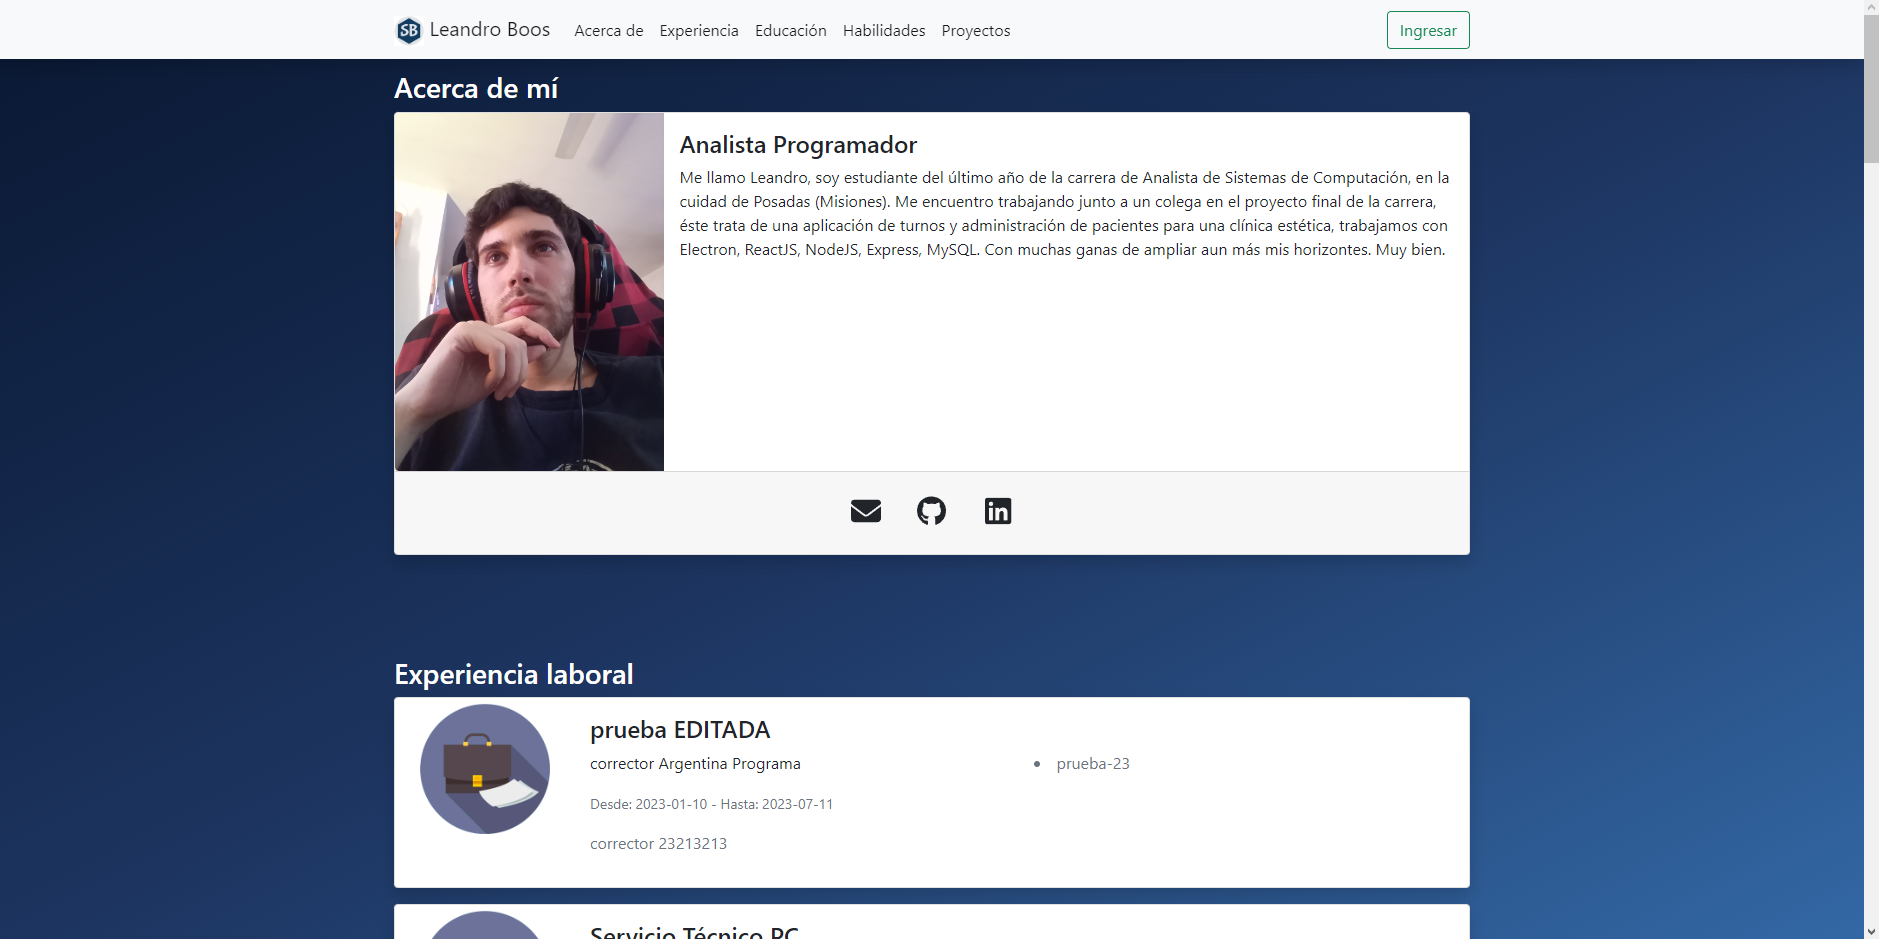 SB Leandro Boos Acerca de Experiencia Educación Habilidades Proyectos Ingresar
Acerca de mí
Analista Programador
Me llamo Leandro, soy estudiante del último año de la carrera de Analista de Sistemas de Computación, en la
cuidad de Posadas (Misiones). Me encuentro trabajando junto a un colega en el proyecto final de la carrera,
éste trata de una aplicación de turnos y administración de pacientes para una clínica estética, trabajamos con
Electron, ReactJS, NodeJS, Express, MySQL. Con muchas ganas de ampliar aun más mis horizontes. Muy bien.
in
Experiencia laboral
prueba EDITADA
corrector Argentina Programa
Desde: 2023-01-10 - Hasta: 2023-07-11
corrector 23213213
• prueba-23
Servicio Técnico PC